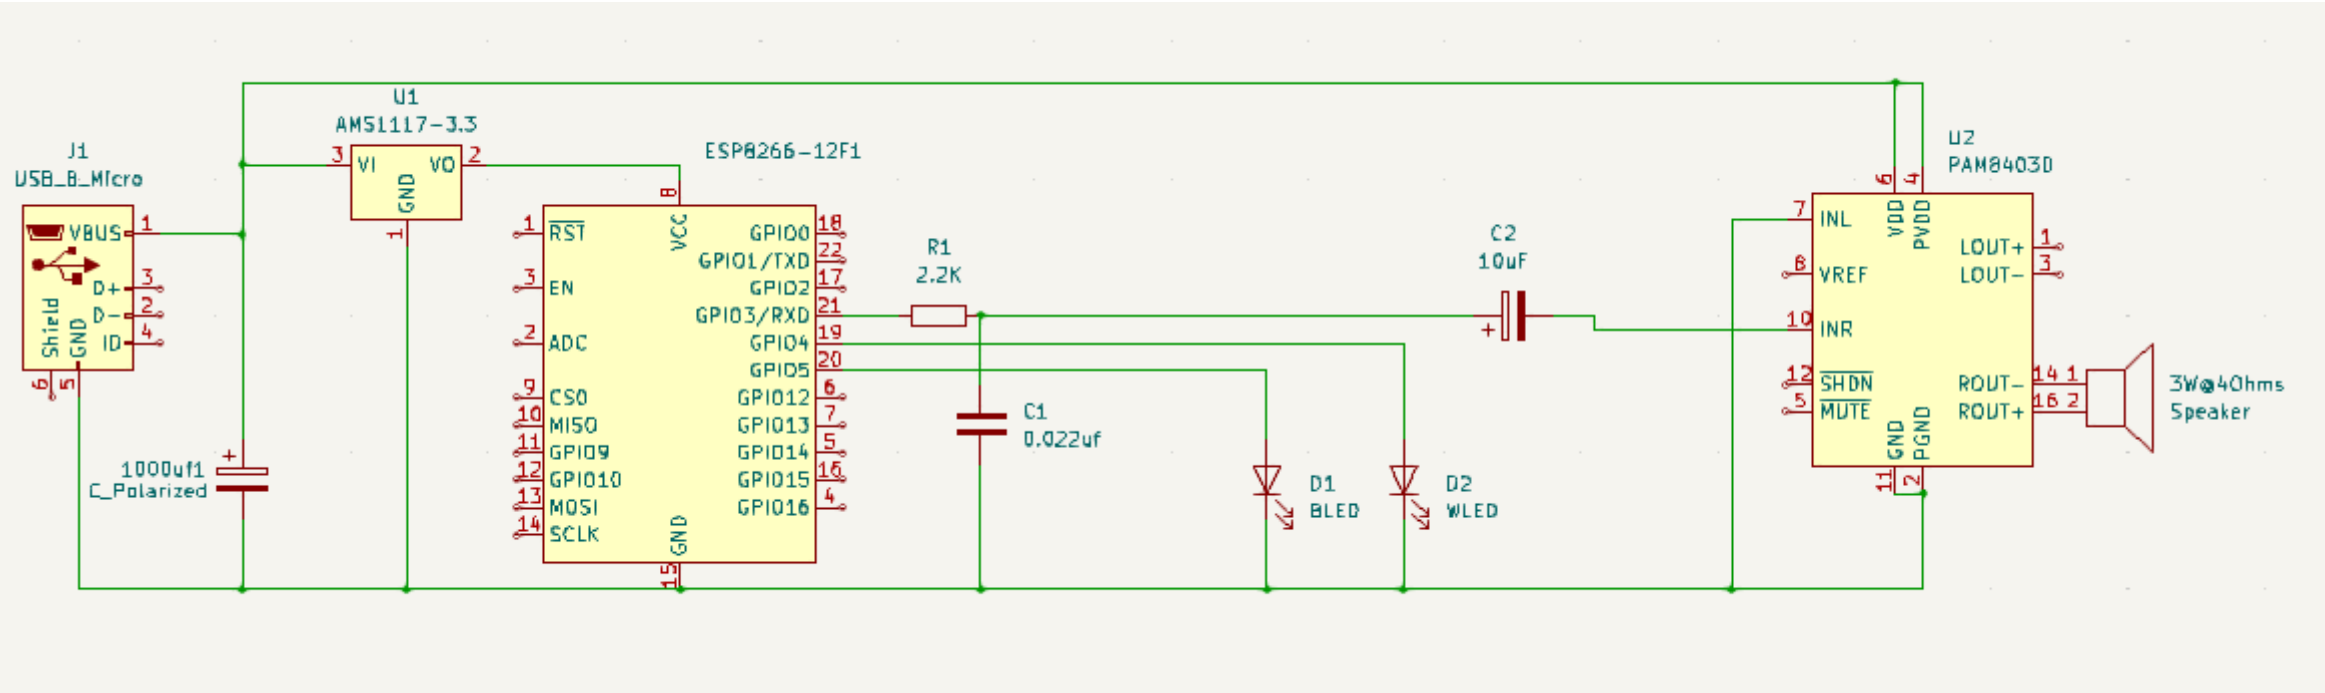 J1
USB_B_Micro
VBUS
1
D+
3
D-
2
ID
4
Shield
GND
6
5
1000uf1
C_Polarized
+
U1
AMS1117-3.3
3
VI
VO
2
GND
1
ESP8266-12F1
8
VCC
1
RST
3
EN
2
ADC
9
CS0
10
MISO
11
GPIO9
12
GPIO10
13
MOSI
14
SCLK
GPIO0
18
GPIO1/TXD
22
GPIO2
17
GPIO3/RXD
21
GPIO4
19
GPIO5
20
GPIO12
6
GPIO13
7
GPIO14
5
GPIO15
16
GPIO16
4
GND
15
R1
2.2K
C1
0.022uf
D1
BLED
D2
WLED
C2
10uF
+
U2
PAM8403D
6
4
VDD
PVDD
7
INL
8
VREF
10
INR
12
SHDN
5
MUTE
LOUT+
1
LOUT-
3
ROUT-
14
1
ROUT+
16
2
GND
PGND
11
2
3W@4Ohms
Speaker